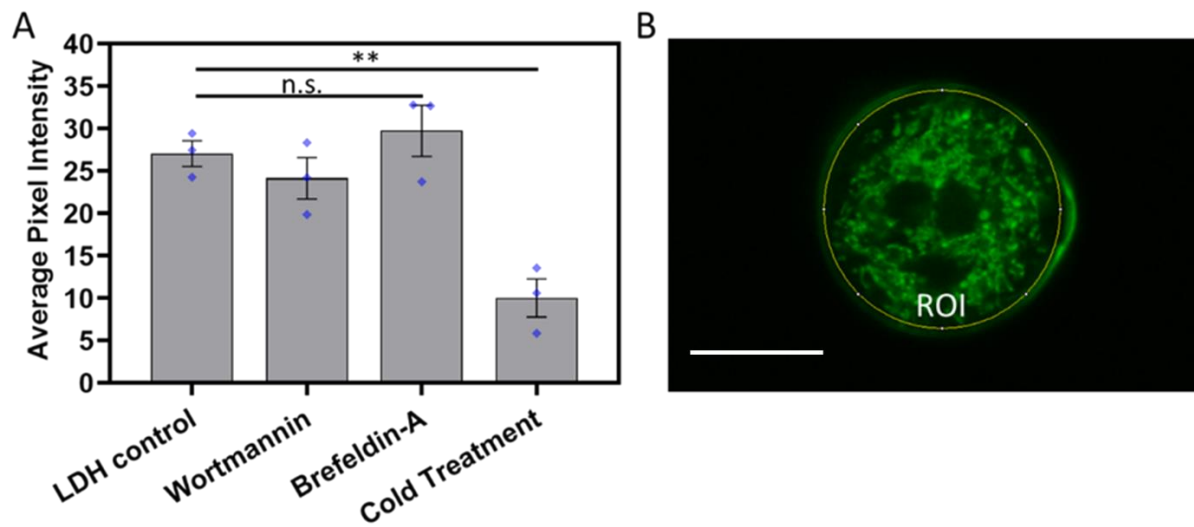 A
Average Pixel Intensity
40
35
30
25
20
15
10
5
0
**
n.s.
LDH control
Wortmannin
Brefeldin-A
Cold Treatment
B
ROI